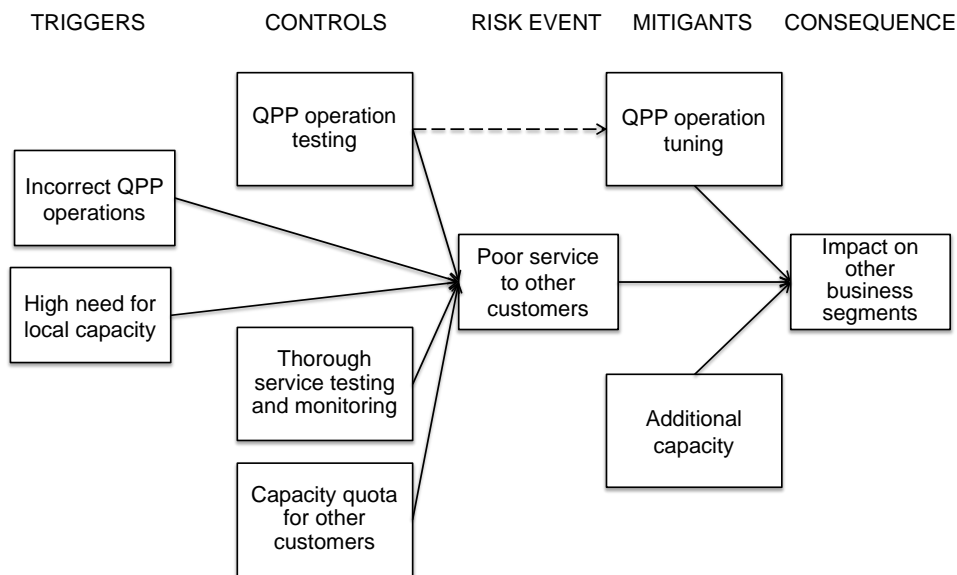 TRIGGERS CONTROLS RISK EVENT MITIGANTS CONSEQUENCE
QPP operation
testing
QPP operation
tuning
Incorrect QPP
operations
Poor service
to other
customers
Impact on
other
business
segments
High need for
local capacity
Thorough
service testing
and monitoring
Additional
capacity
Capacity quota
for other
customers